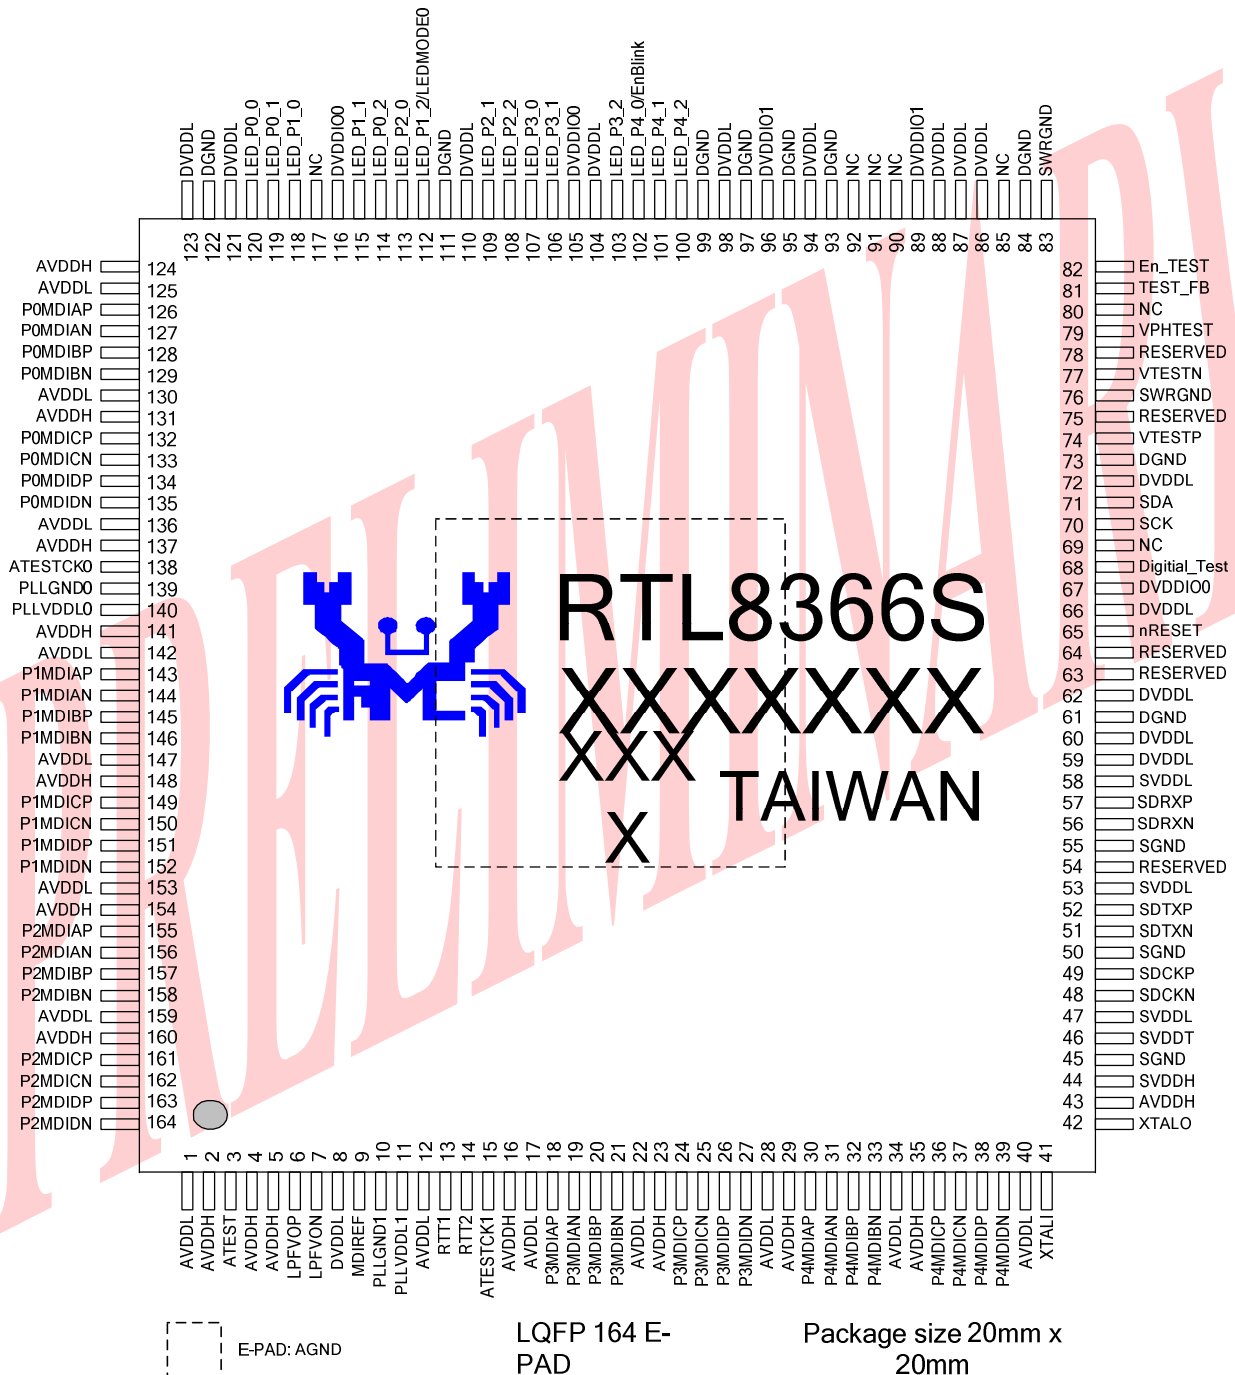 DVDDL
DGND
DVDDL
LED_P0_0
LED_P0_1
LED_P1_0
NC
DVDDIO0
LED_P1_1
LED_P0_2
LED_P2_0
LED_P1_2/LEDMODE0
DGND
DVDDL
LED_P2_1
LED_P2_2
LED_P3_0
LED_P3_1
DVDDIO0
DVDDL
LED_P3_2
LED_P4_0/EnBlink
LED_P4_1
LED_P4_2
DGND
DVDDL
DGND
DVDDIO1
DGND
DVDDL
DGND
NC
NC
NC
DVDDIO1
DVDDL
DVDDL
DVDDL
NC
DGND
SWRGND
123
122
121
120
119
118
117
116
115
114
113
112
111
110
109
108
107
106
105
104
103
102
101
100
99
98
97
96
95
94
93
92
91
90
89
88
87
86
85
84
83
AVDDH 124
AVDDL 125
P0MDIAP 126
P0MDIAN 127
P0MDIBP 128
P0MDIBN 129
AVDDL 130
AVDDH 131
P0MDICP 132
P0MDICN 133
P0MDIDP 134
P0MDIDN 135
AVDDL 136
AVDDH 137
ATESTCK0 138
PLLGND0 139
PLLVDDL0 140
AVDDH 141
AVDDL 142
P1MDIAP 143
P1MDIAN 144
P1MDIBP 145
P1MDIBN 146
AVDDL 147
AVDDH 148
P1MDICP 149
P1MDICN 150
P1MDIDP 151
P1MDIDN 152
AVDDL 153
AVDDH 154
P2MDIAP 155
P2MDIAN 156
P2MDIBP 157
P2MDIBN 158
AVDDL 159
AVDDH 160
P2MDICP 161
P2MDICN 162
P2MDIDP 163
P2MDIDN 164
PRELIMINARY
RTL8366S
XXXXXXX
XXX
TAIWAN
X
82 En_TEST
81 TEST_FB
80 NC
79 VPHTEST
78 RESERVED
77 VTESTN
76 SWRGND
75 RESERVED
74 VTESTP
73 DGND
72 DVDDL
71 SDA
70 SCK
69 NC
68 Digitial_Test
67 DVDDIO0
66 DVDDL
65 nRESET
64 RESERVED
63 RESERVED
62 DVDDL
61 DGND
60 DVDDL
59 DVDDL
58 SVDDL
57 SDRXP
56 SDRXN
55 SGND
54 RESERVED
53 SVDDL
52 SDTXP
51 SDTXN
50 SGND
49 SDCKP
48 SDCKN
47 SVDDL
46 SVDDT
45 SGND
44 SVDDH
43 AVDDH
42 XTALO
1
2
3
4
5
6
7
8
9
10
11
12
13
14
15
16
17
18
19
20
21
22
23
24
25
26
27
28
29
30
31
32
33
34
35
36
37
38
39
40
41
AVDDL
AVDDH
ATEST
AVDDH
AVDDH
LPFVOP
LPFVON
DVDDL
MDIREF
PLLGND1
PLLVDDL1
AVDDL
RTT1
RTT2
ATESTCK1
AVDDH
AVDDL
P3MDIAP
P3MDIAN
P3MDIBP
P3MDIBN
AVDDL
AVDDH
P3MDICP
P3MDICN
P3MDIDP
P3MDIDN
AVDDL
AVDDH
P4MDIAP
P4MDIAN
P4MDIBP
P4MDIBN
AVDDL
AVDDH
P4MDICP
P4MDICN
P4MDIDP
P4MDIDN
AVDDL
XTALI
E-PAD: AGND
LQFP 164 E-
PAD
Package size 20mm x
20mm